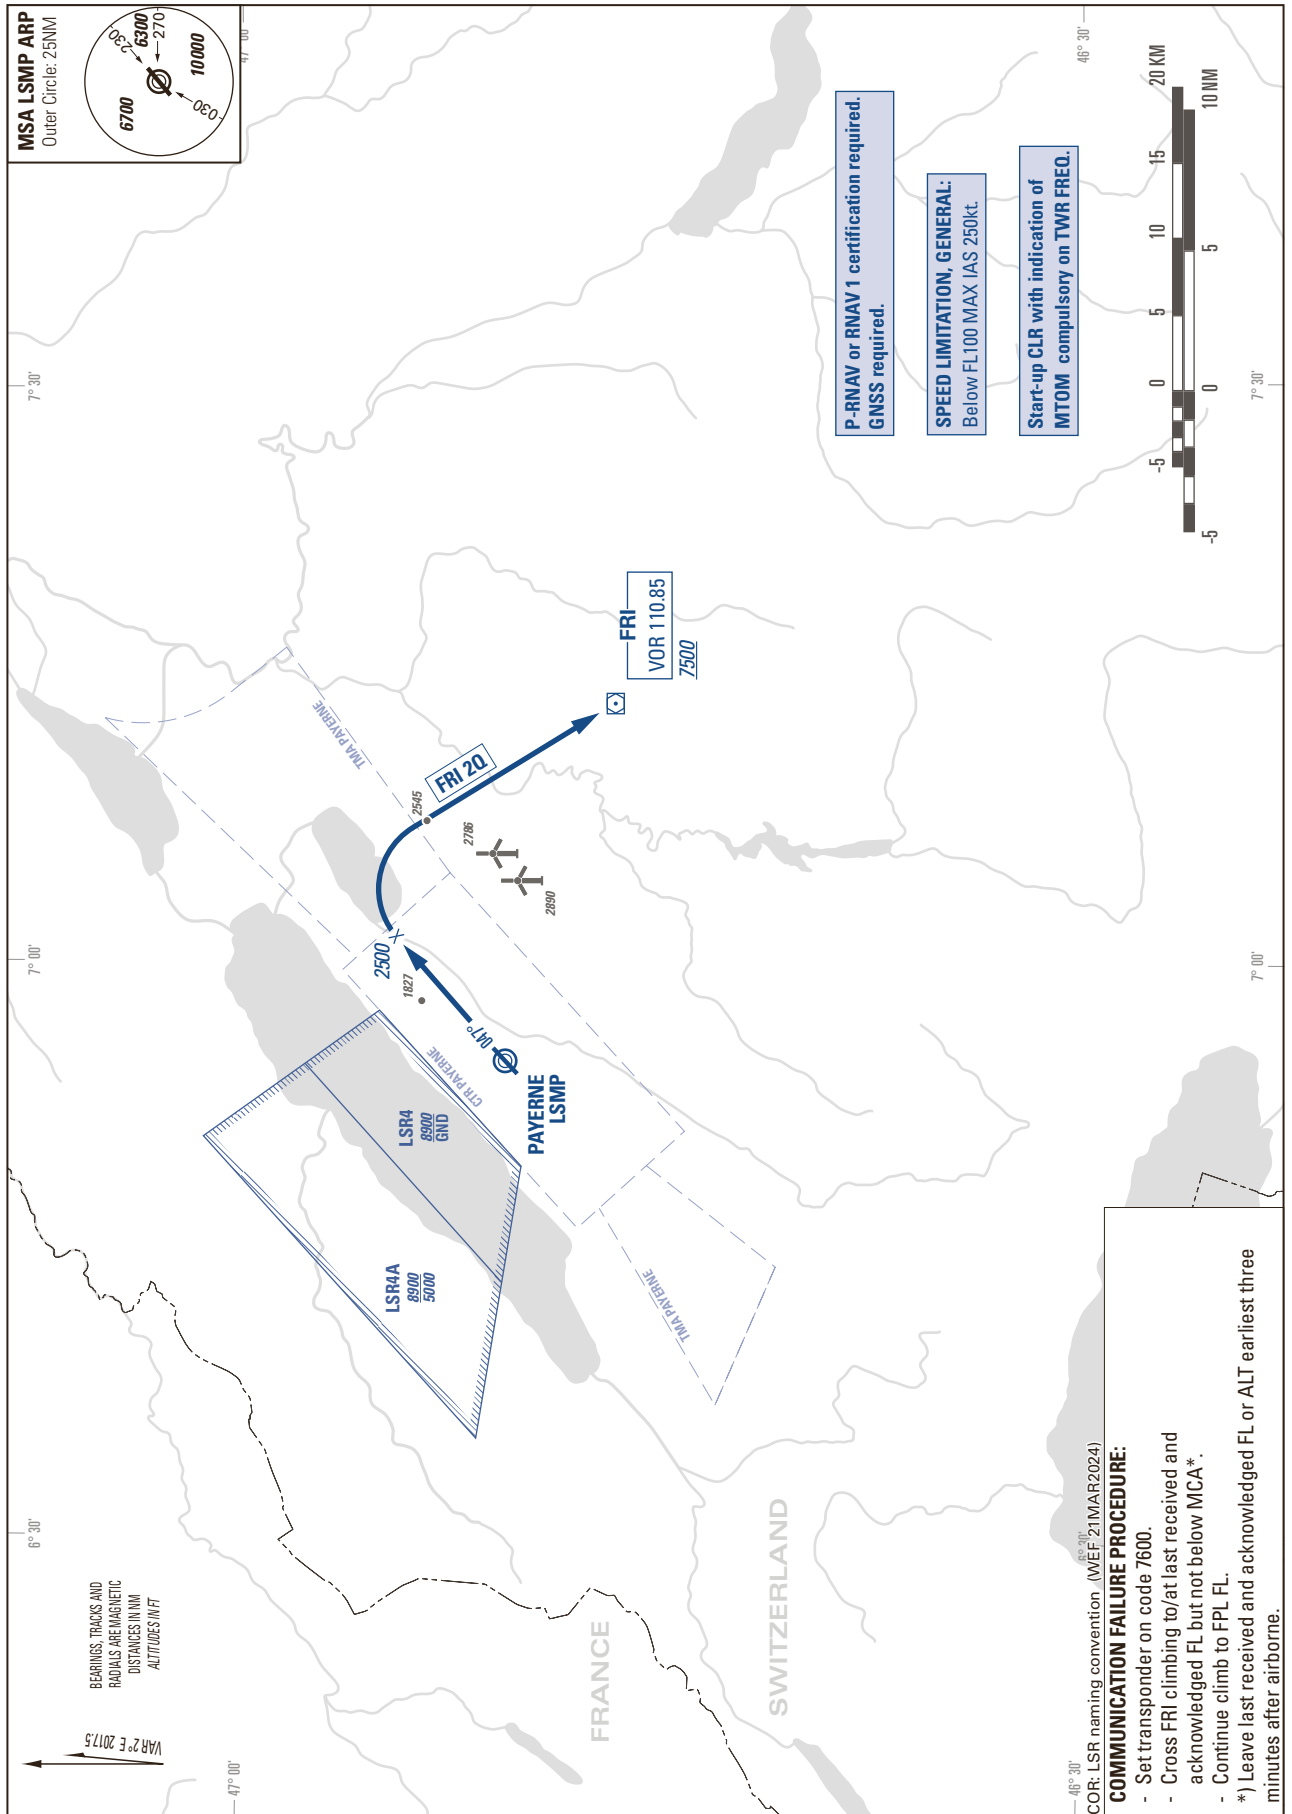 BEARINGS, TRACKS AND
RADIALS ARE MAGNETIC
DISTANCES IN NM
ALTITUDES IN FT
VAR 2° E 2017.5
6° 30'
7° 00'
7° 30'
MSA LSMP ARP
Outer Circle: 25NM
6700
6300
10000
230
270
030
47° 00'
47 00
FRANCE
SWITZERLAND
LSR4A
8900
5000
LSR4
8900
GND
CTR PAYERNE
TMA PAYERNE
TMA PAYERNE
PAYERNE
LSMP
047°
1827
2500
2545
2786
2890
FRI 2Q
FRI
VOR 110.85
7500
P-RNAV or RNAV 1 certification required.
GNSS required.
SPEED LIMITATION, GENERAL:
Below FL100 MAX IAS 250kt.
Start-up CLR with indication of
MTOM compulsory on TWR FREQ.
46° 30'
46° 30'
6° 30'
7° 00'
7° 30'
-5 0 5 10 15 20 KM
-5 0 5 10 NM
COR: LSR naming convention (WEF 21MAR2024)
COMMUNICATION FAILURE PROCEDURE:
- Set transponder on code 7600.
- Cross FRI climbing to/at last received and
acknowledged FL but not below MCA*.
- Continue climb to FPL FL.
*) Leave last received and acknowledged FL or ALT earliest three
minutes after airborne.